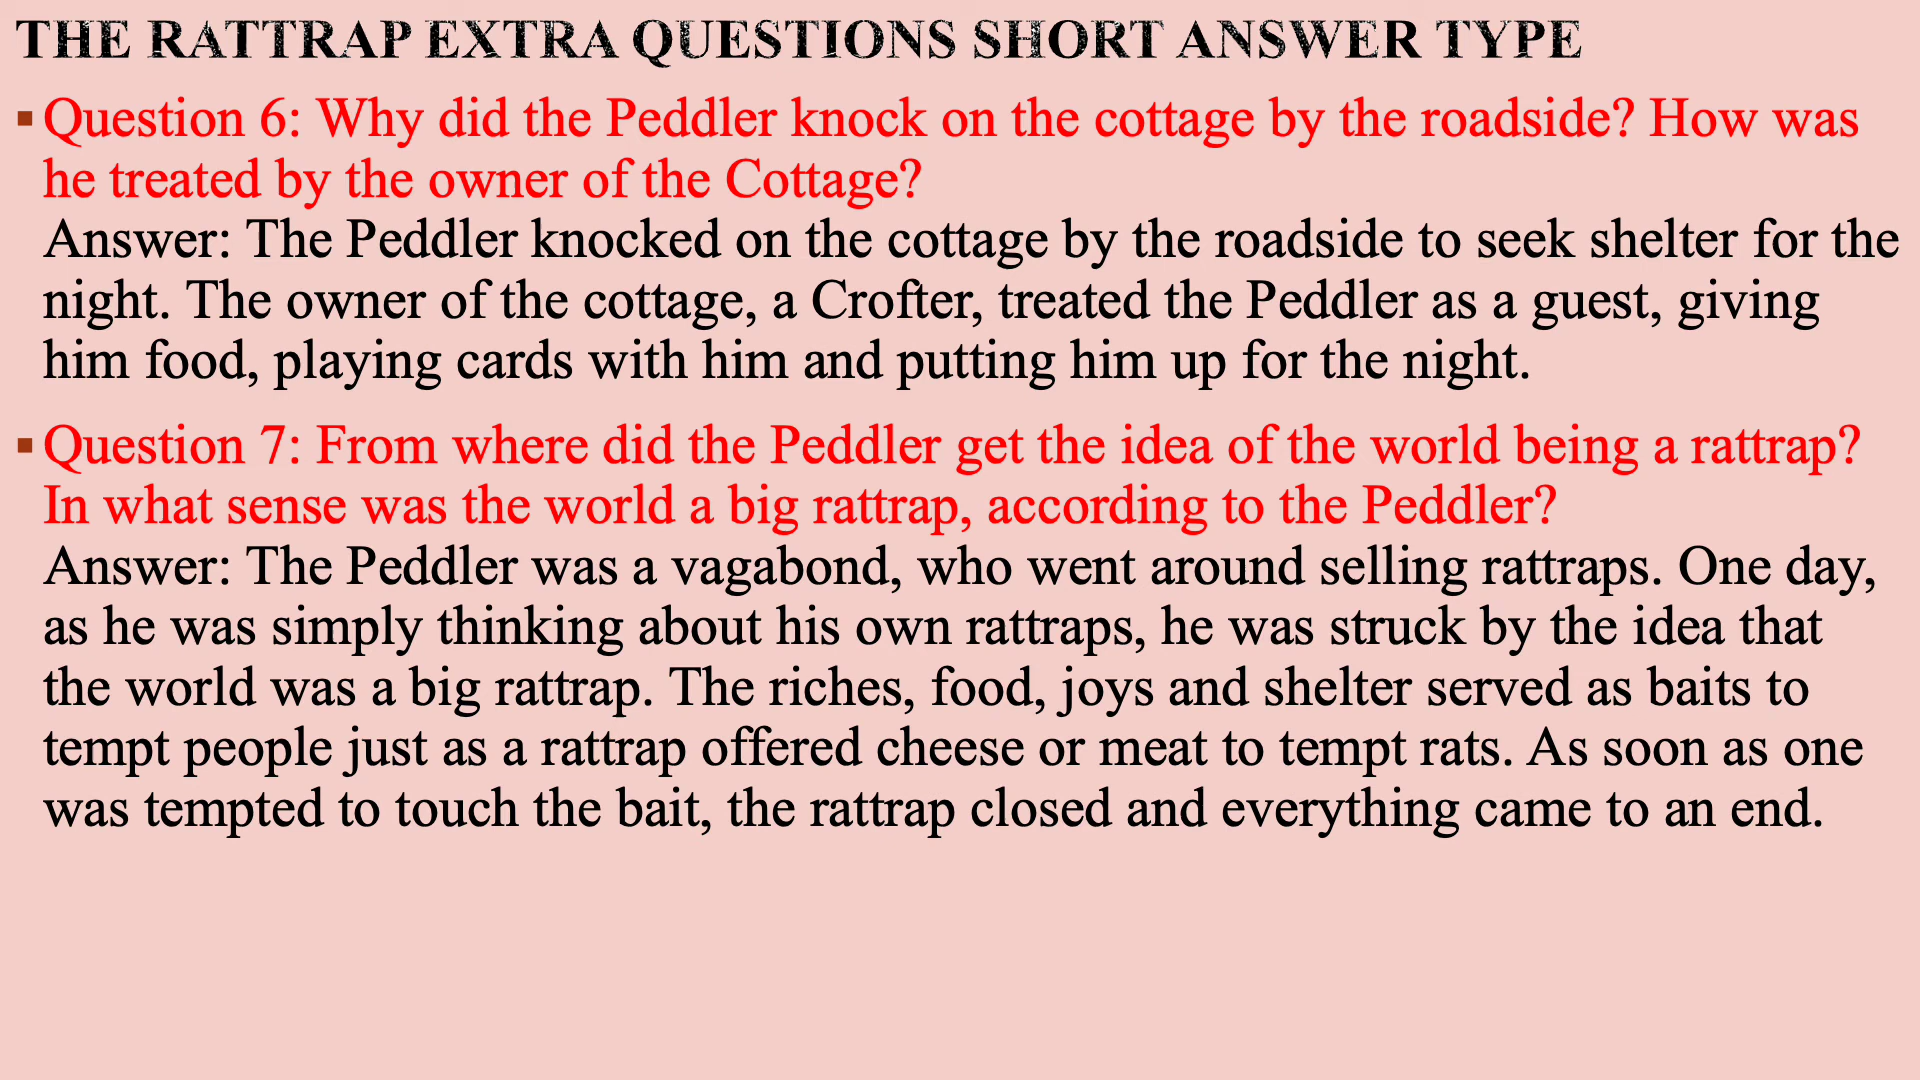 THE RATTRAP EXTRA QUESTIONS SHORT ANSWER TYPE
▪ Question 6: Why did the Peddler knock on the cottage by the roadside? How was
he treated by the owner of the Cottage?
Answer: The Peddler knocked on the cottage by the roadside to seek shelter for the
night. The owner of the cottage, a Crofter, treated the Peddler as a guest, giving
him food, playing cards with him and putting him up for the night.
▪ Question 7: From where did the Peddler get the idea of the world being a rattrap?
In what sense was the world a big rattrap, according to the Peddler?
Answer: The Peddler was a vagabond, who went around selling rattraps. One day,
as he was simply thinking about his own rattraps, he was struck by the idea that
the world was a big rattrap. The riches, food, joys and shelter served as baits to
tempt people just as a rattrap offered cheese or meat to tempt rats. As soon as one
was tempted to touch the bait, the rattrap closed and everything came to an end.